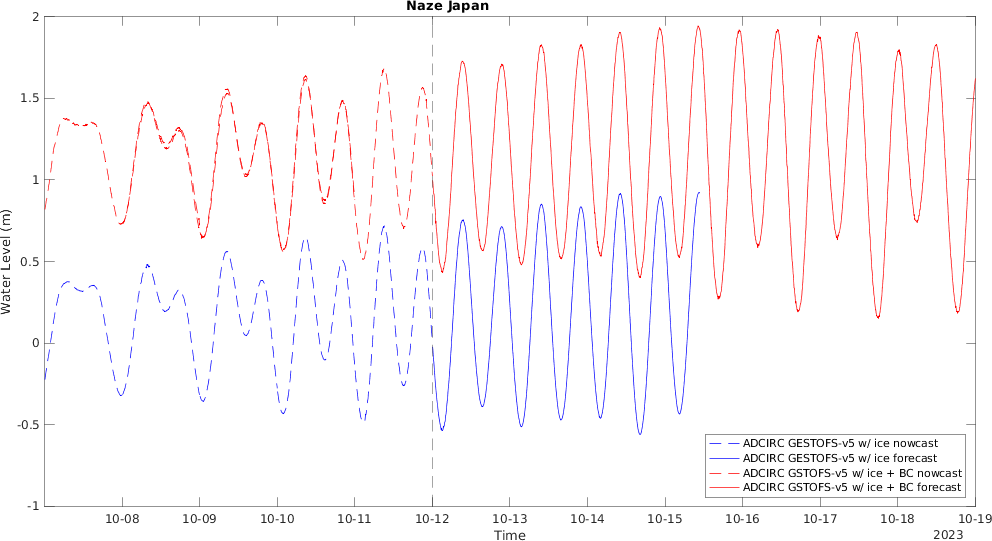 Naze Japan
2
1.5
1
0.5
0
-0.5
-1
Water Level (m)
ADCIRC GESTOFS-v5 w/ ice nowcast
ADCIRC GESTOFS-v5 w/ ice forecast
ADCIRC GSTOFS-v5 w/ ice + BC nowcast
ADCIRC GSTOFS-v5 w/ ice + BC forecast
10-08 10-09 10-10 10-11 10-12 10-13 10-14 10-15 10-16 10-17 10-18 10-19
Time
2023